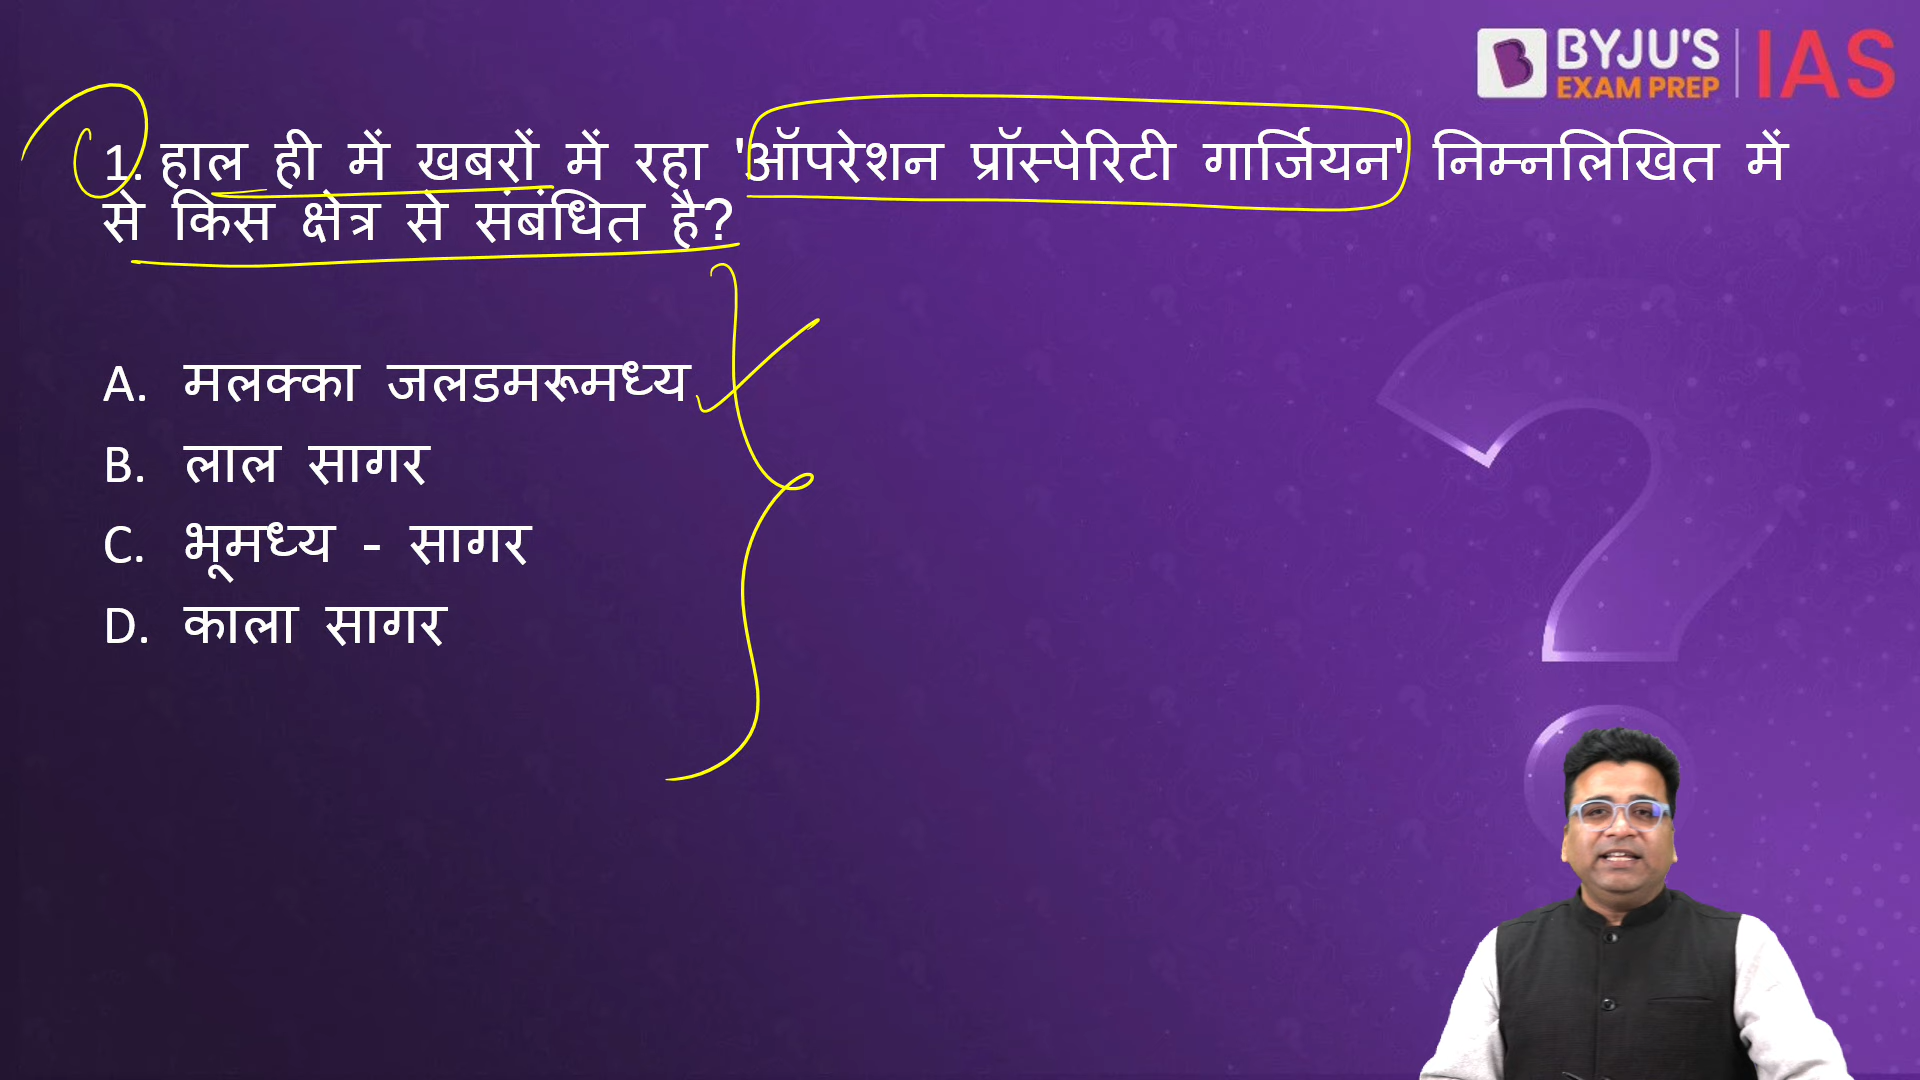 BYJU'S
EXAM PREP
IAS
1. हाल ही में खबरों में रहा 'ऑपरेशन प्रॉस्पेरिटी गार्जियन' निम्नलिखित में
से किस क्षेत्र से संबंधित है?
A. मलक्का जलडमरूमध्य
B. लाल सागर
C. भूमध्य - सागर
D. काला सागर